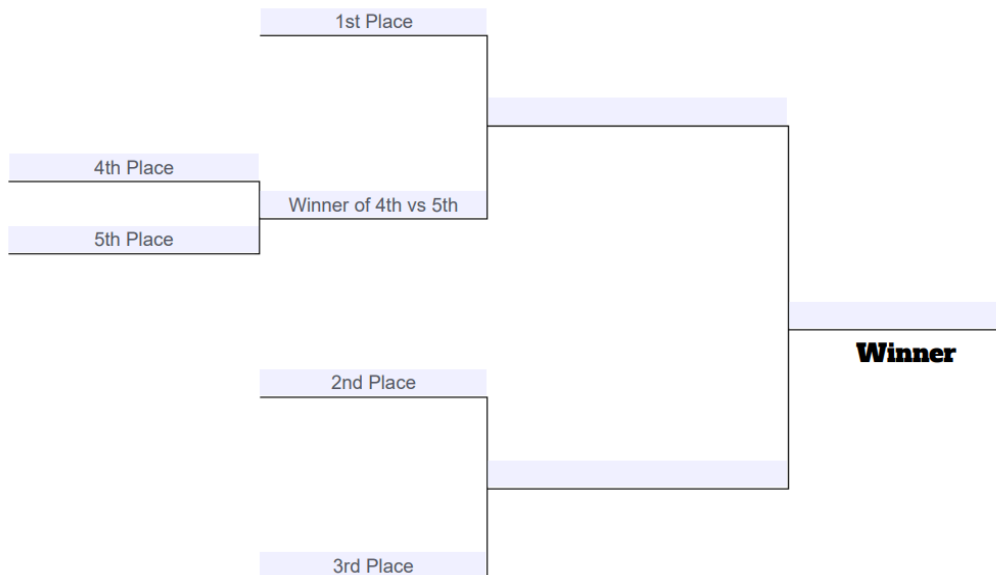 1st Place
4th Place
Winner of 4th vs 5th
5th Place
Winner
2nd Place
3rd Place